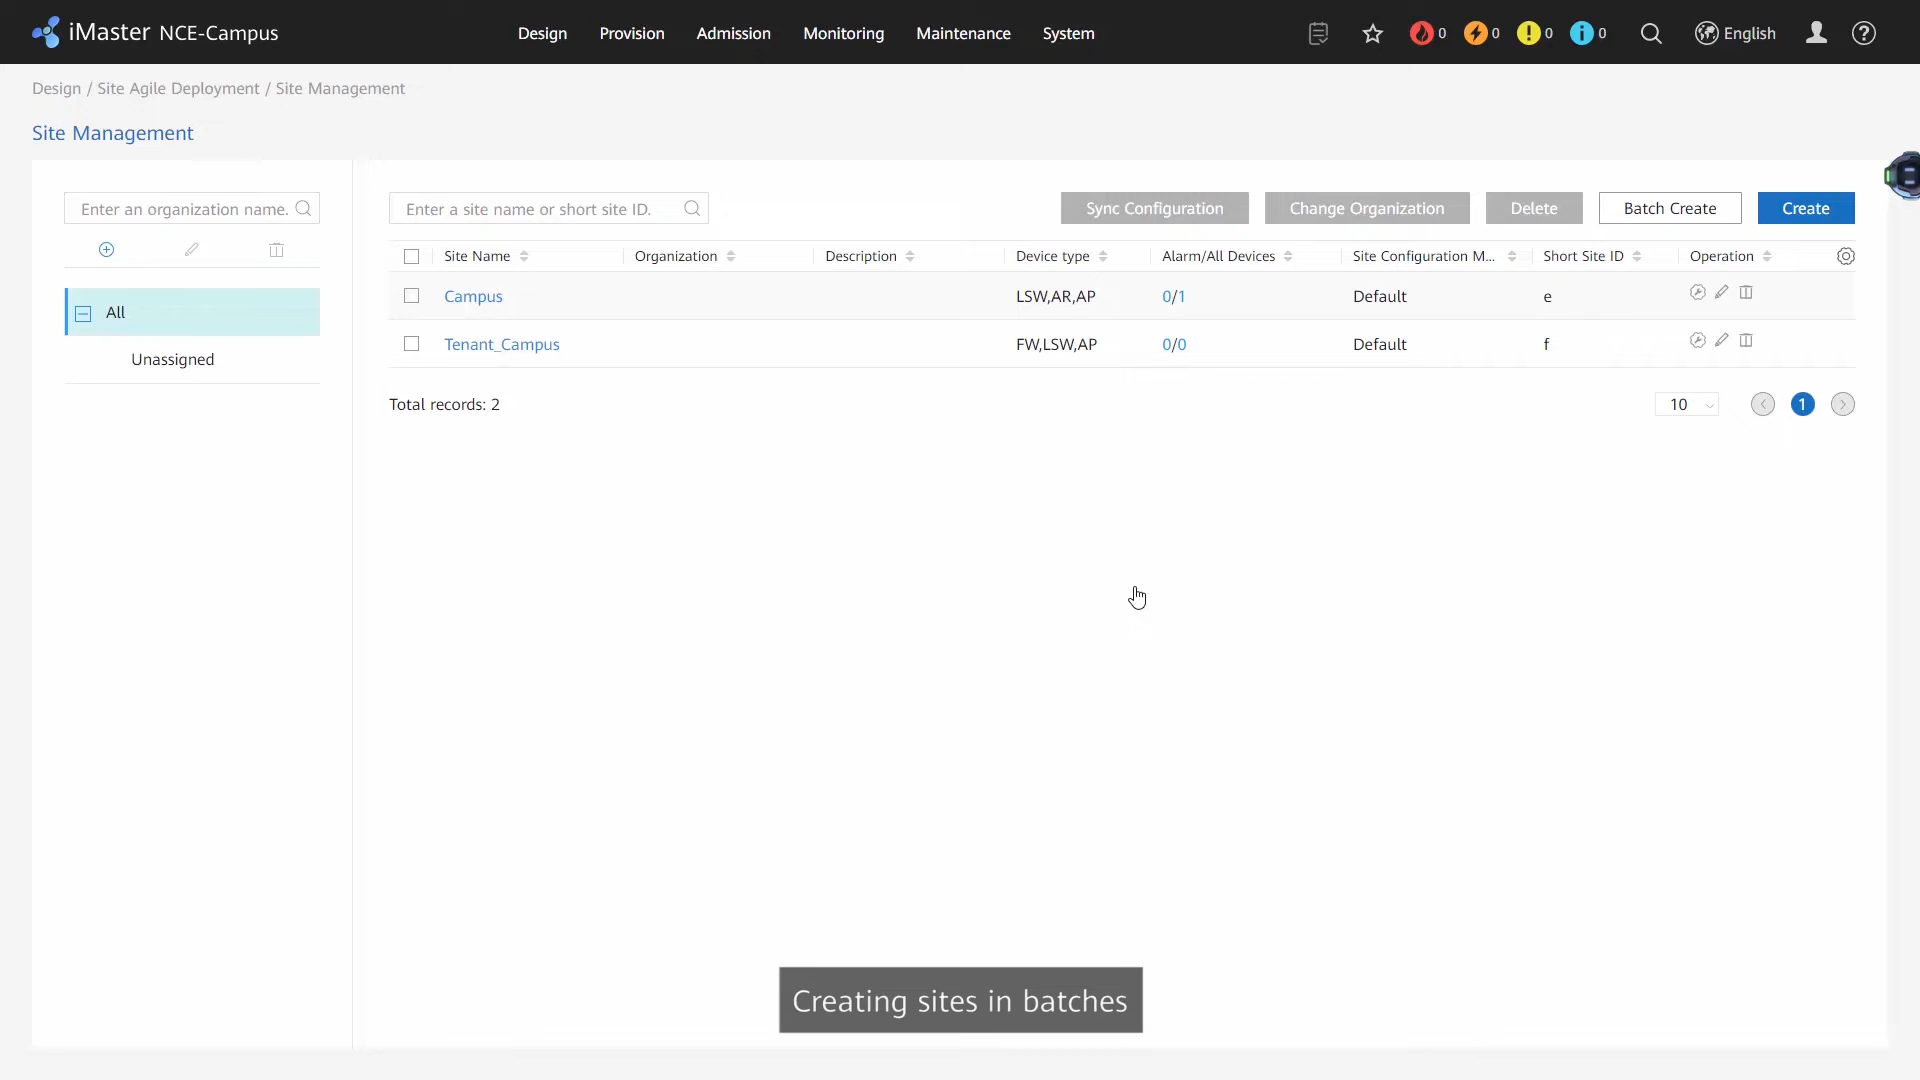 iMaster NCE-Campus
Design Provision Admission Monitoring Maintenance System
0 0 0 0 English
Design / Site Agile Deployment / Site Management
Site Management
Enter an organization name.
All
Unassigned
Enter a site name or short site ID.
Sync Configuration Change Organization Delete Batch Create Create
Site Name Organization Description Device type Alarm/All Devices Site Configuration M... Short Site ID Operation
Campus LSW,AR,AP 0/1 Default e
Tenant_Campus FW,LSW,AP 0/0 Default f
Total records: 2
10 1
Creating sites in batches